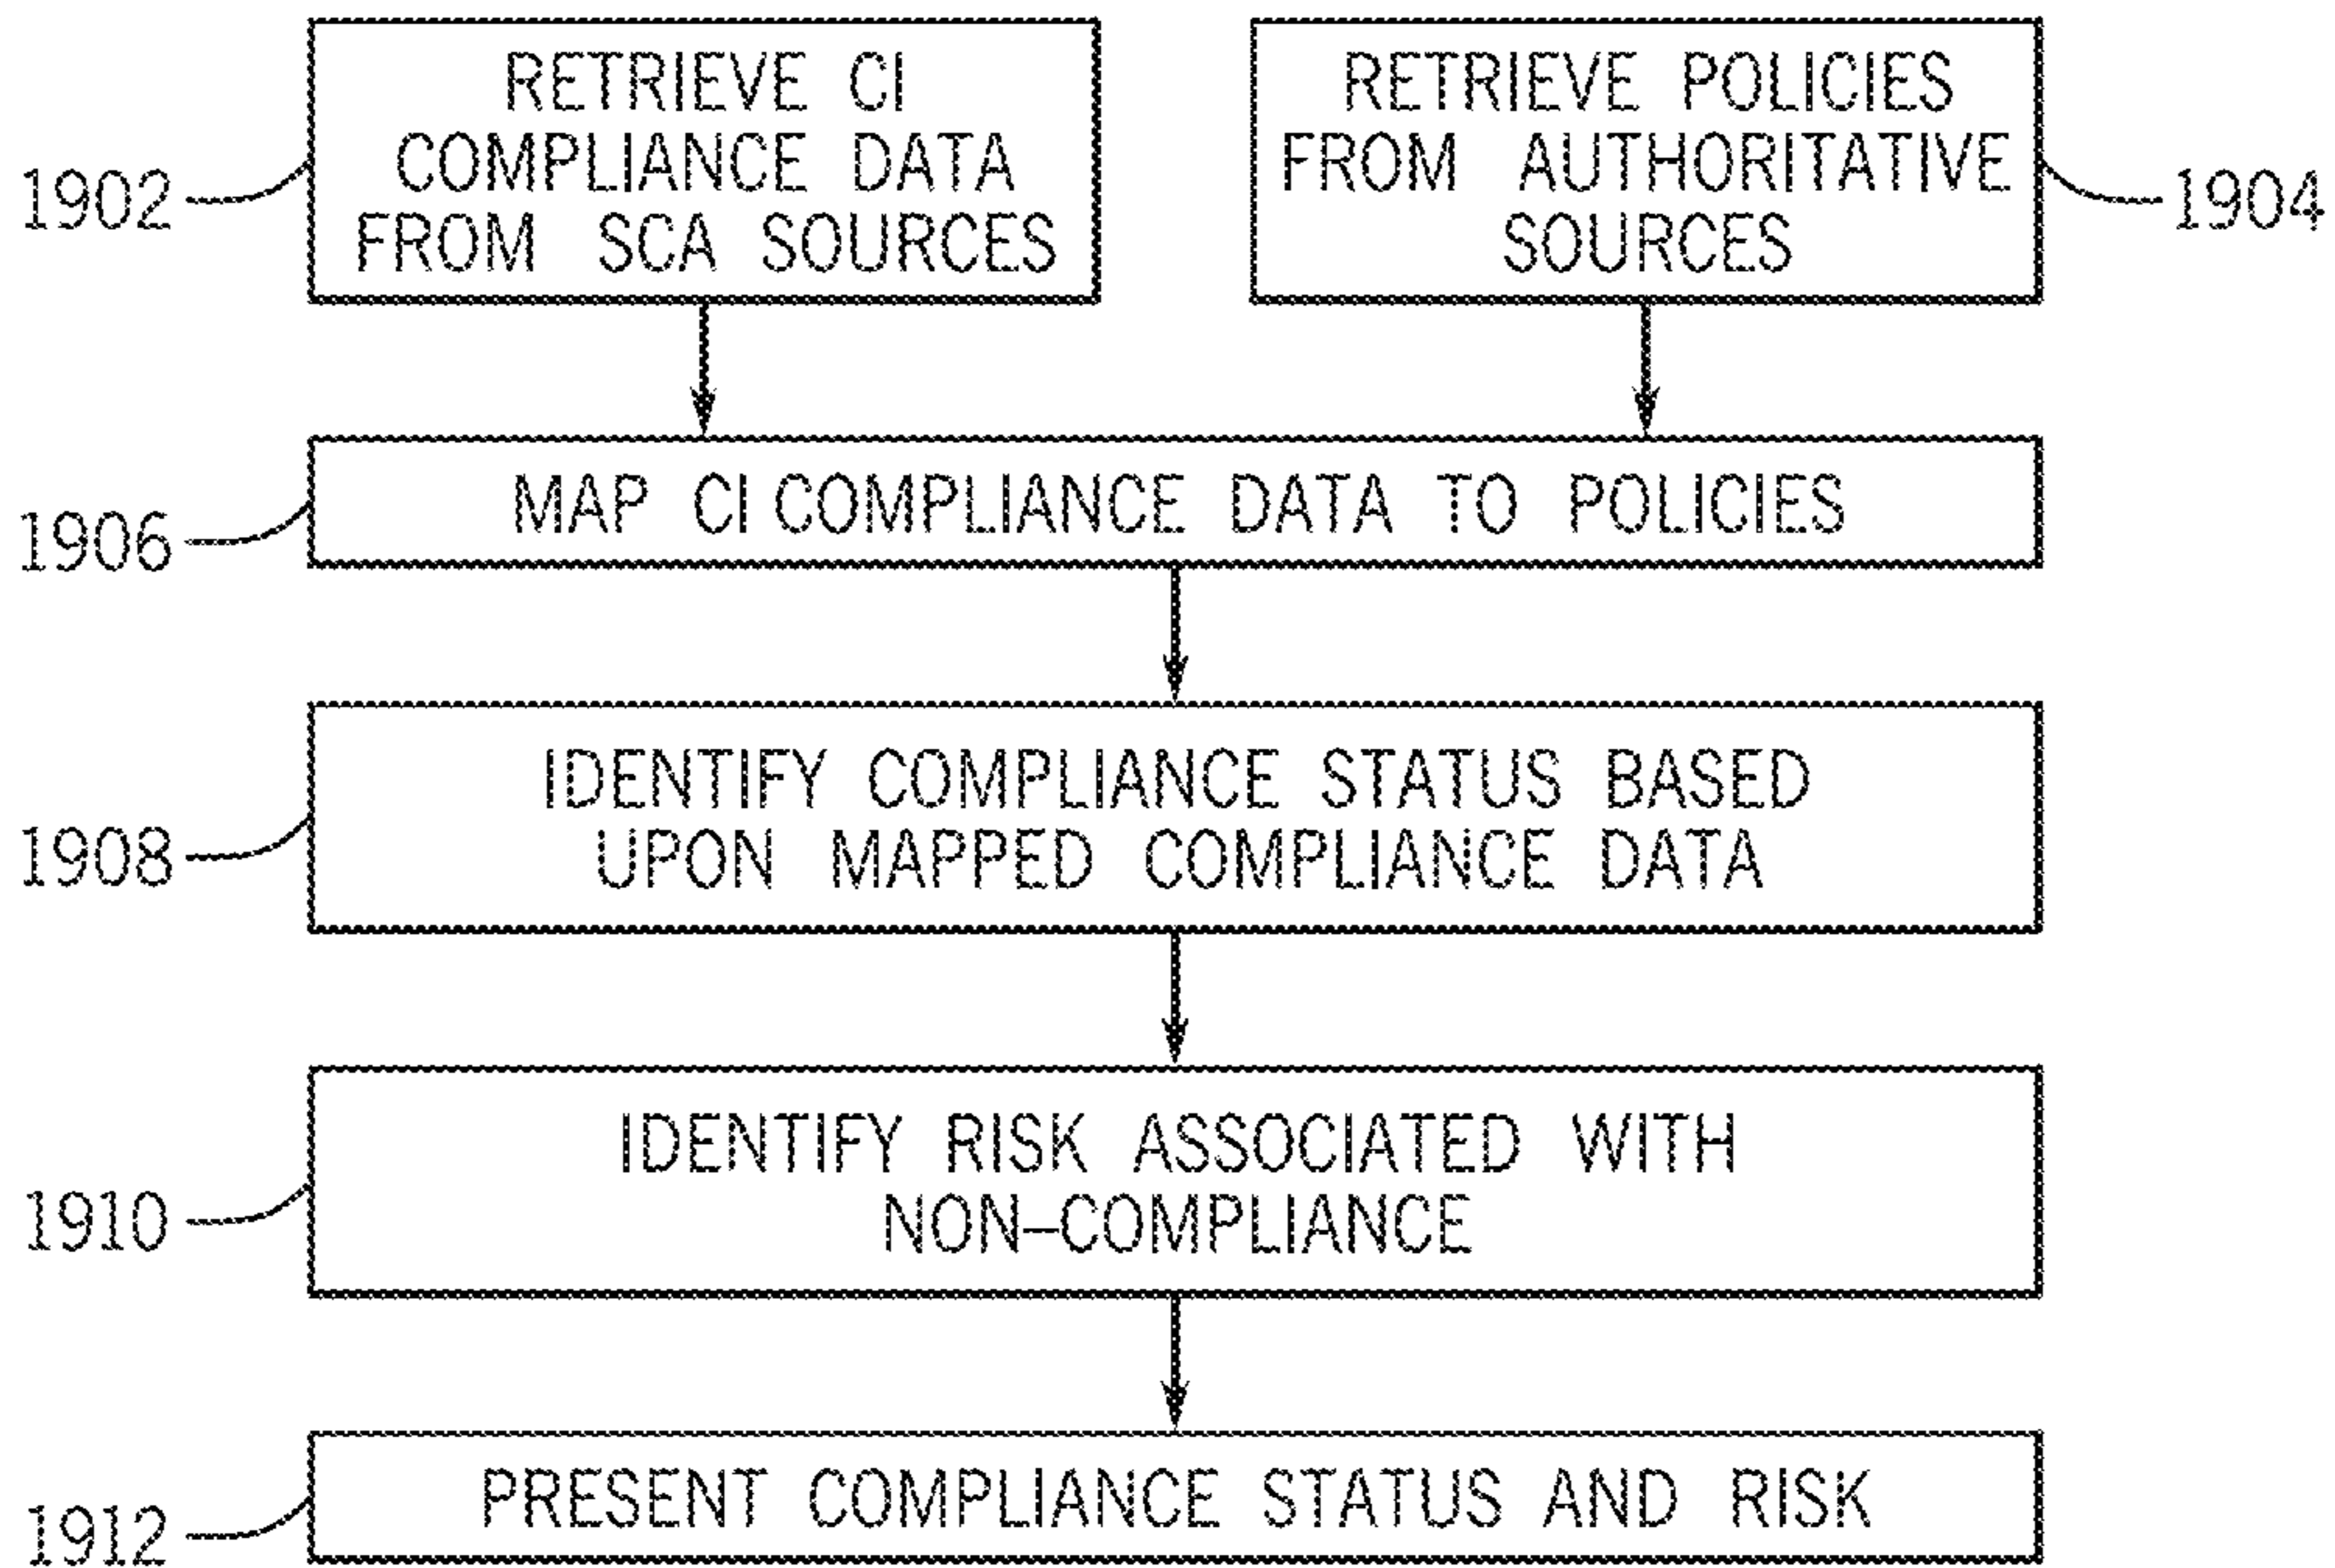 RETRIEVE CI
COMPLIANCE DATA
FROM SCA SOURCES
1902
RETRIEVE POLICIES
FROM AUTHORITATIVE
SOURCES
1904
MAP CI COMPLIANCE DATA TO POLICIES
1906
IDENTIFY COMPLIANCE STATUS BASED
UPON MAPPED COMPLIANCE DATA
1908
IDENTIFY RISK ASSOCIATED WITH
NON-COMPLIANCE
1910
PRESENT COMPLIANCE STATUS AND RISK
1912